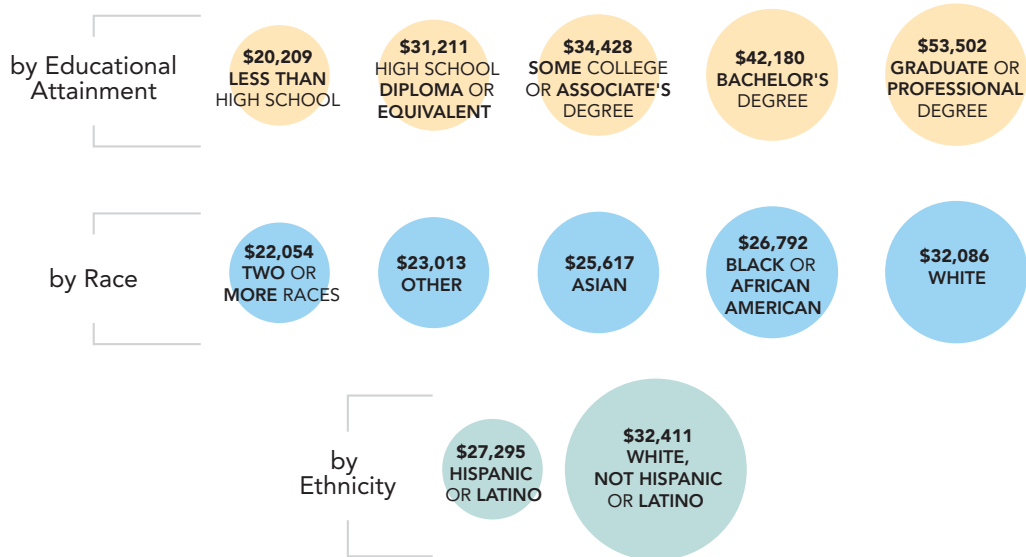 by Educational
Attainment
$20,209
LESS THAN
HIGH SCHOOL
$31,211
HIGH SCHOOL
DIPLOMA OR
EQUIVALENT
$34,428
SOME COLLEGE
OR ASSOCIATE'S
DEGREE
$42,180
BACHELOR'S
DEGREE
$53,502
GRADUATE OR
PROFESSIONAL
DEGREE
by Race
$22,054
TWO OR
MORE RACES
$23,013
OTHER
$25,617
ASIAN
$26,792
BLACK OR
AFRICAN
AMERICAN
$32,086
WHITE
by
Ethnicity
$27,295
HISPANIC
OR LATINO
$32,411
WHITE,
NOT HISPANIC
OR LATINO